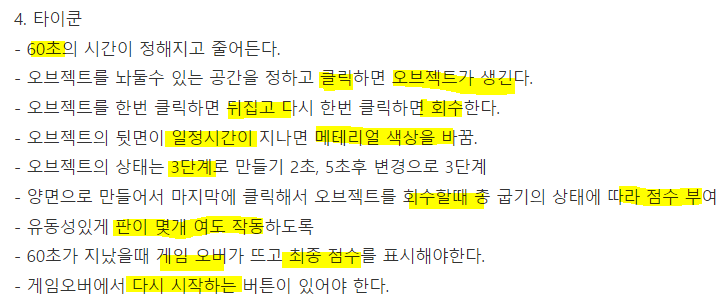 4. 타이쿤
- 60초의 시간이 정해지고 줄어든다.
- 오브젝트를 놔둘수 있는 공간을 정하고 클릭하면 오브젝트가 생긴다.
- 오브젝트를 한번 클릭하면 뒤집고 다시 한번 클릭하면 회수한다.
- 오브젝트의 뒷면이 일정시간이 지나면 메테리얼 색상을 바꿈.
- 오브젝트의 상태는 3단계로 만들기 2초, 5초후 변경으로 3단계
- 양면으로 만들어서 마지막에 클릭해서 오브젝트를 회수할때 총 굽기의 상태에 따라 점수 부여
- 유동성있게 판이 몇개 여도 작동하도록
- 60초가 지났을때 게임 오버가 뜨고 최종 점수를 표시해야한다.
- 게임오버에서 다시 시작하는 버튼이 있어야 한다.